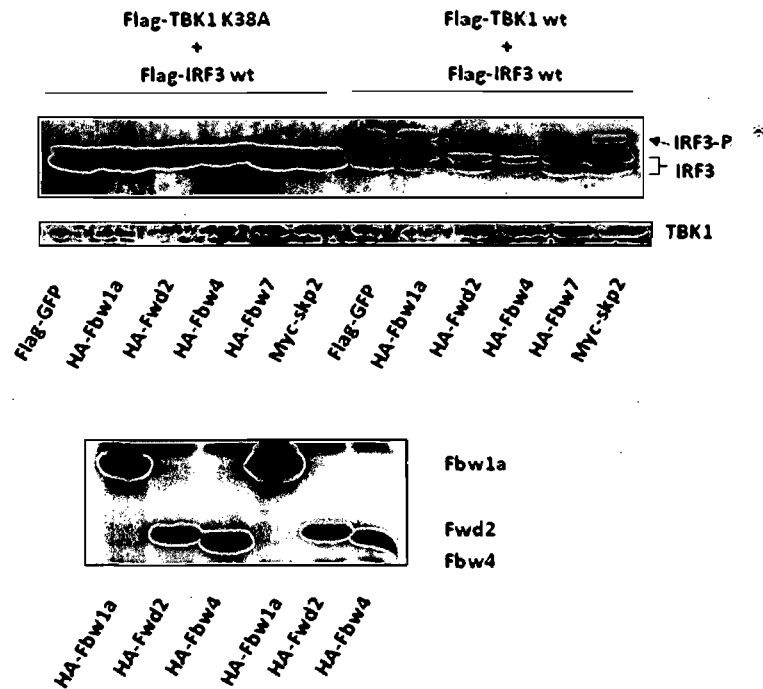 Flag-TBK1 K38A
+
Flag-IRF3 wt
Flag-TBK1 wt
+
Flag-IRF3 wt
IRF3-P *
IRF3
TBK1
Flag-GFP
HA-Fbw1a
HA-Fwd2
HA-Fbw4
HA-Fbw7
Myc-skp2
Flag-GFP
HA-Fbw1a
HA-Fwd2
HA-Fbw4
HA-Fbw7
Myc-skp2
Fbw1a
Fwd2
Fbw4
HA-Fbw1a
HA-Fwd2
HA-Fbw4
HA-Fbw1a
HA-Fwd2
HA-Fbw4